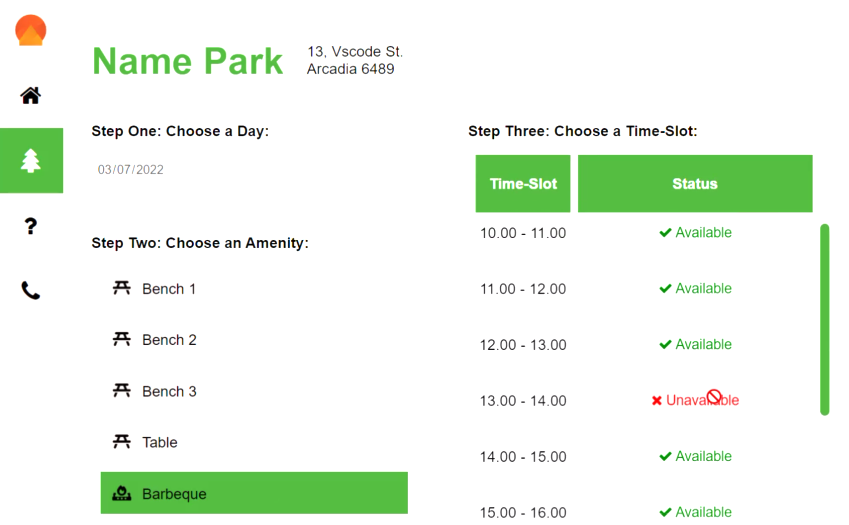 Name Park
13, Vscode St.
Arcadia 6489
Step One: Choose a Day:
03/07/2022
Step Two: Choose an Amenity:
Bench 1
Bench 2
Bench 3
Table
Barbeque
Step Three: Choose a Time-Slot:
Time-Slot Status
10.00 - 11.00 Available
11.00 - 12.00 Available
12.00 - 13.00 Available
13.00 - 14.00 Unavailable
14.00 - 15.00 Available
15.00 - 16.00 Available